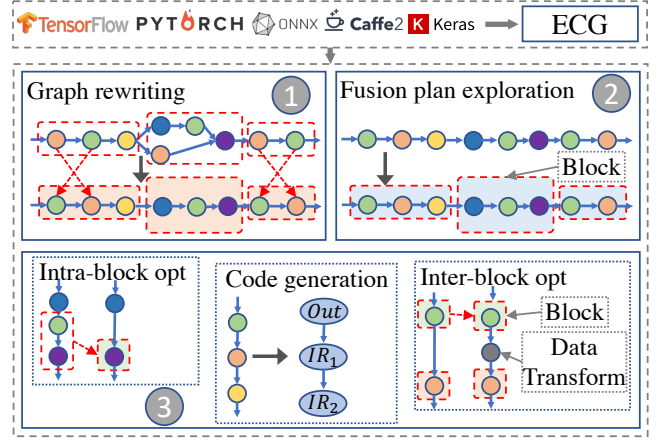 TensorFlow PYTORCH ONNX Caffe2 K Keras ECG
Graph rewriting 1
Fusion plan exploration 2
Block
Intra-block opt
Code generation
Out
IR1
IR2
Inter-block opt
Block
Data
Transform
3